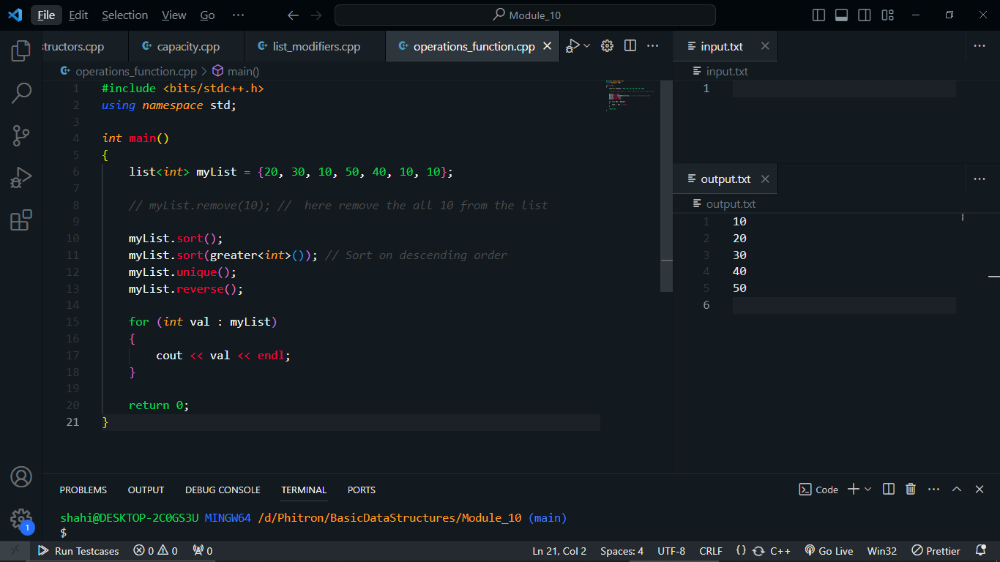 File Edit Selection View Go ··· Module_10
structors.cpp capacity.cpp list_modifiers.cpp operations_function.cpp
operations_function.cpp > main()
1 #include <bits/stdc++.h>
2 using namespace std;
3
4 int main()
5 {
6 list<int> myList = {20, 30, 10, 50, 40, 10, 10};
7
8 // myList.remove(10); //  here remove the all 10 from the list
9
10 myList.sort();
11 myList.sort(greater<int>()); // Sort on descending order
12 myList.unique();
13 myList.reverse();
14
15 for (int val : myList)
16 {
17 cout << val << endl;
18 }
19
20 return 0;
21 }
input.txt
input.txt
1
output.txt
output.txt
1 10
2 20
3 30
4 40
5 50
6
PROBLEMS OUTPUT DEBUG CONSOLE TERMINAL PORTS Code
shahi@DESKTOP-2C0GS3U MINGW64 /d/Phitron/BasicDataStructures/Module_10 (main)
$
1
Run Testcases 0 0 0 Ln 21, Col 2 Spaces: 4 UTF-8 CRLF {} C++ Go Live Win32 Prettier